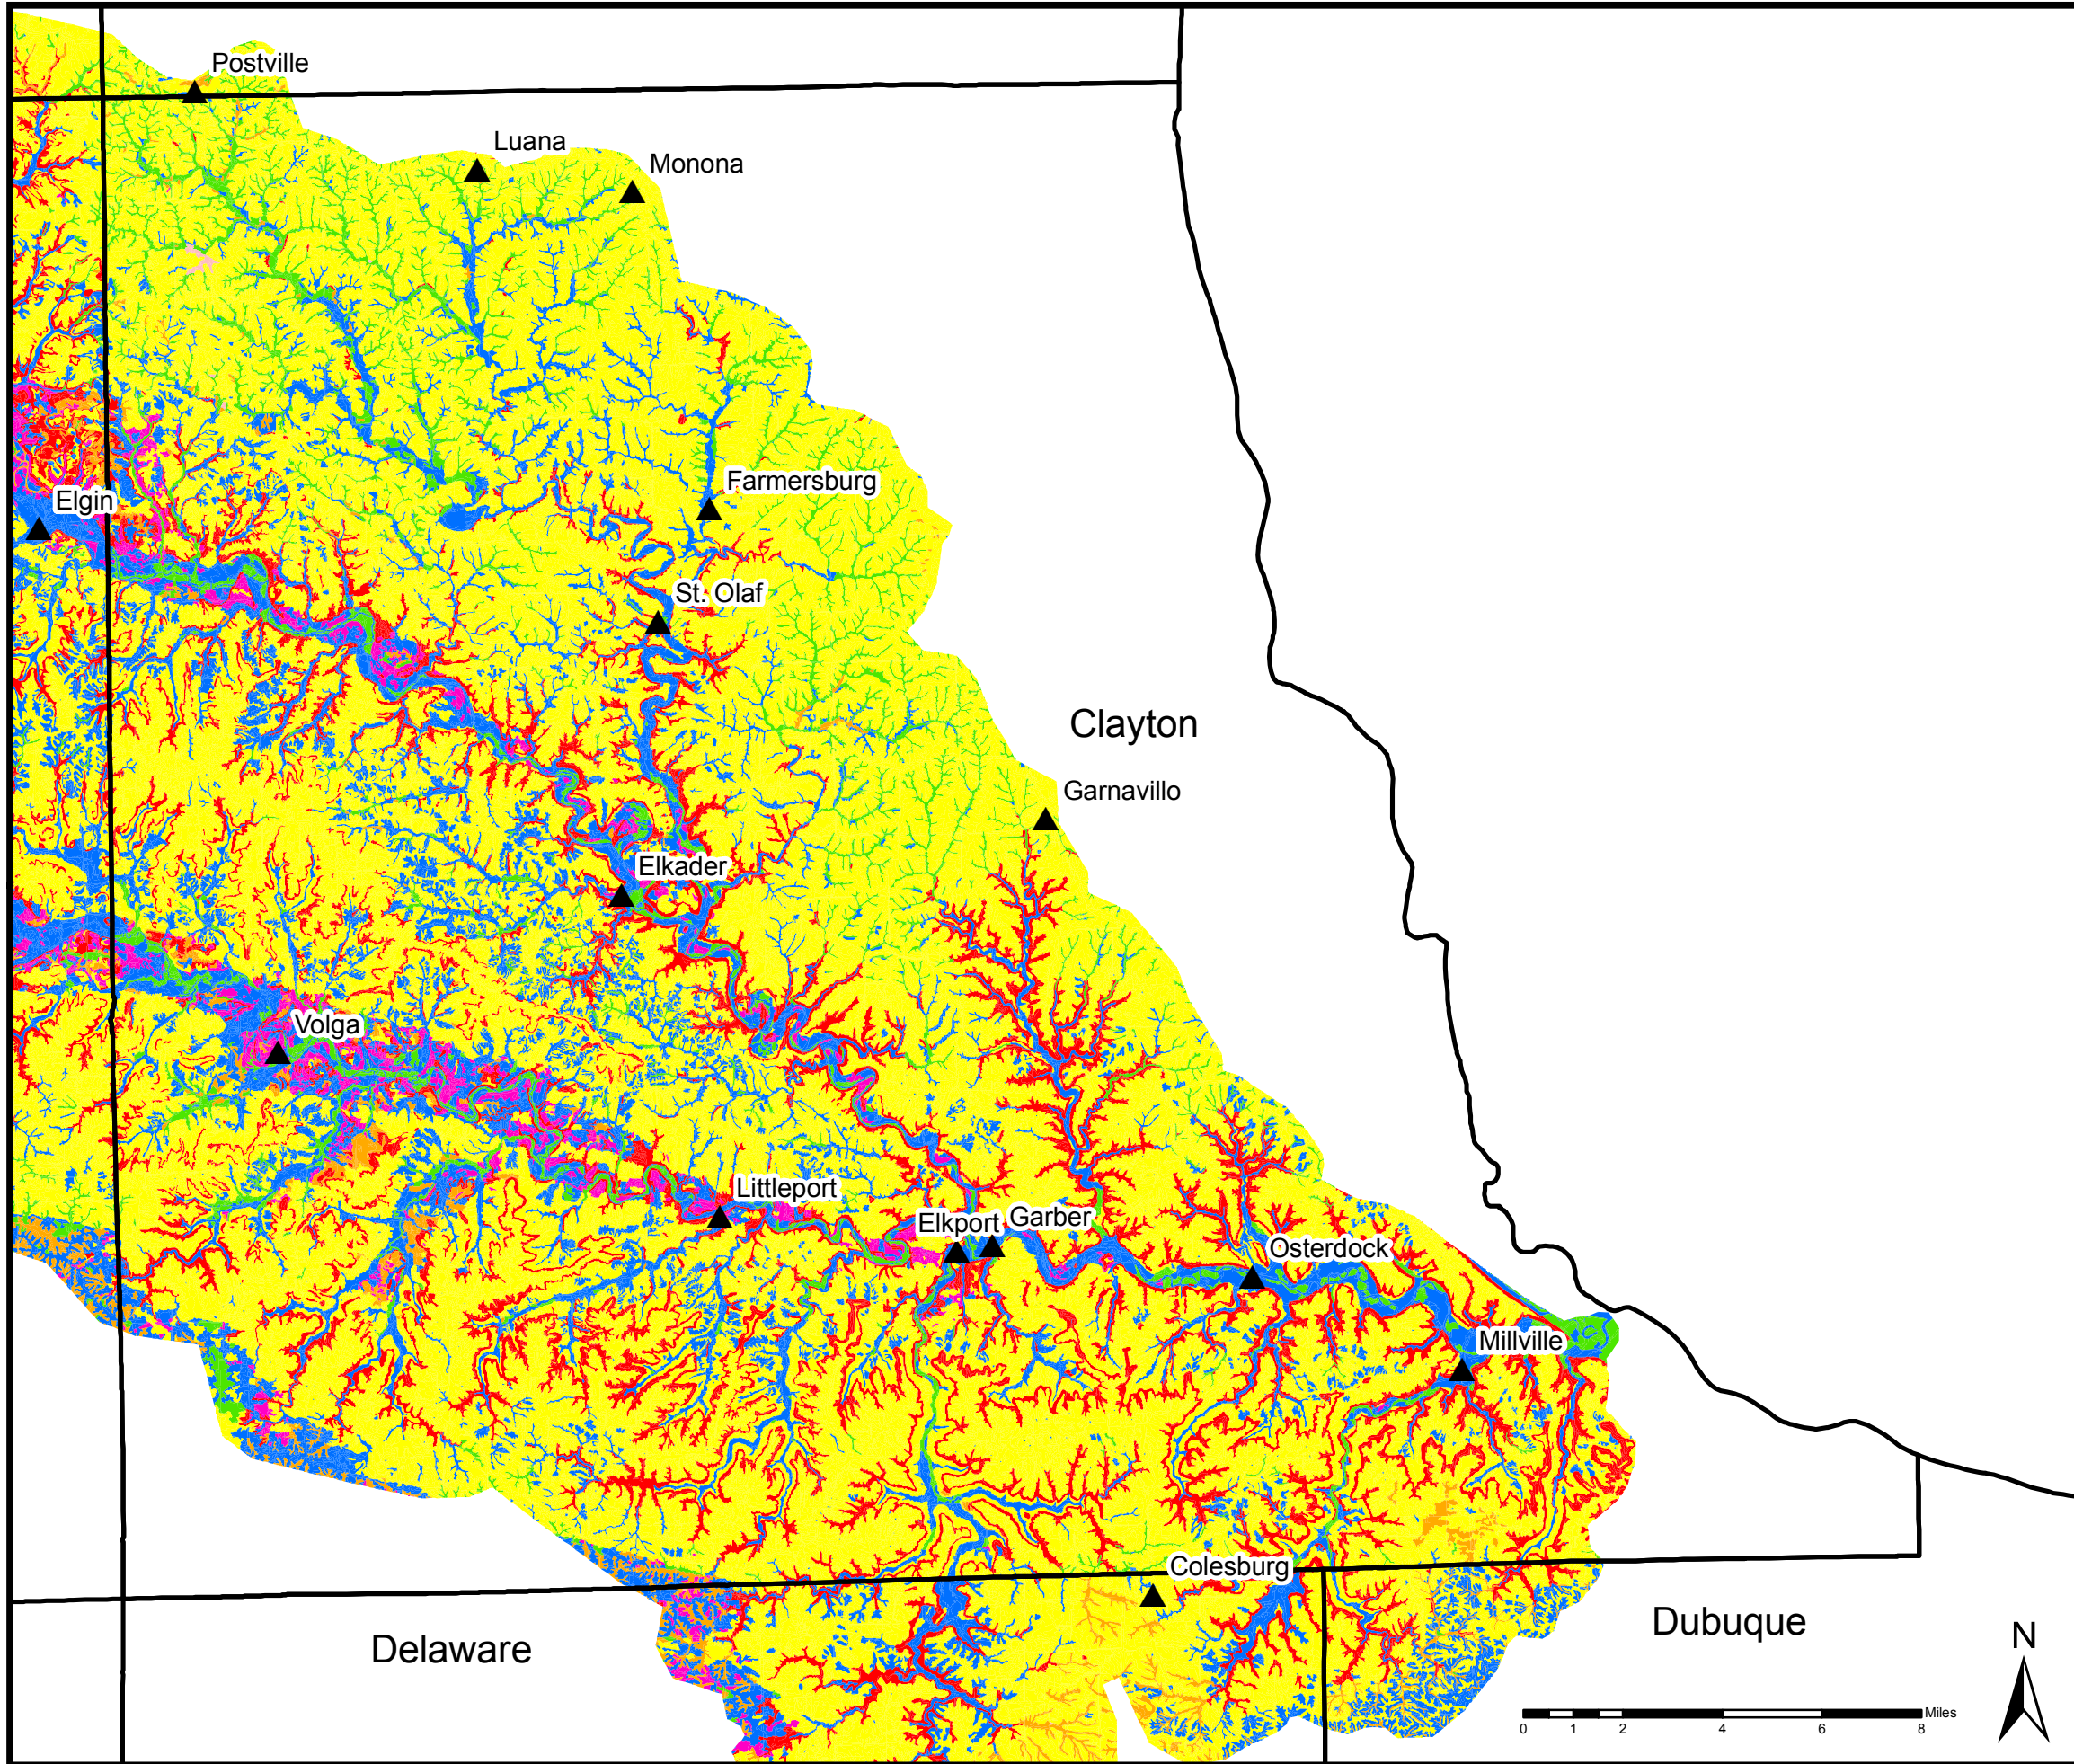 Postville
Luana
Monona
Farmersburg
Elgin
St. Olaf
Clayton
Garnavillo
Elkader
Volga
Littleport
Elkport
Garber
Osterdock
Millville
Colesburg
Delaware
Dubuque
N
Miles
0 1 2 4 6 8